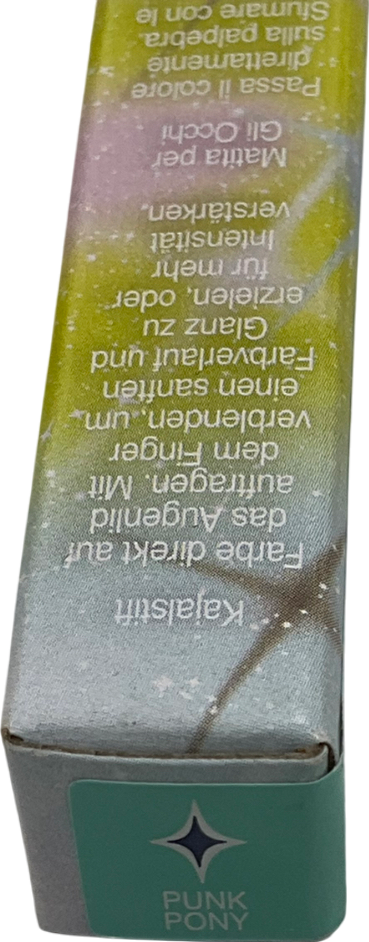 Kajalstift
Farbe direkt auf
das Augenlid
auftragen. Mit
dem Finger
verblenden, um
einen sanften
Farbverlauf und
Glanz zu
erzielen, oder
für mehr
Intensität
verstärken.
Matita per
Gli Occhi
Passa il colore
direttamente
sulla palpebra
Sfumare con le
PUNK
PONY